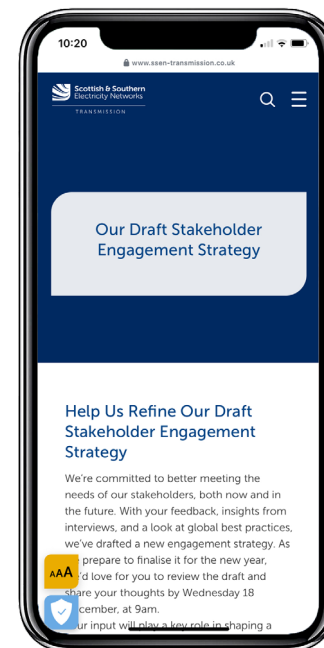 10:20
www.ssen-transmission.co.uk
Scottish & Southern
Electricity Networks
TRANSMISSION
Our Draft Stakeholder
Engagement Strategy
Help Us Refine Our Draft
Stakeholder Engagement
Strategy
We're committed to better meeting the
needs of our stakeholders, both now and in
the future. With your feedback, insights from
interviews, and a look at global best practices,
we've drafted a new engagement strategy. As
prepare to finalise it for the new year,
love for you to review the draft and
AAA
your thoughts by Wednesday 18
at 9am.
input will play a key role in shaping a